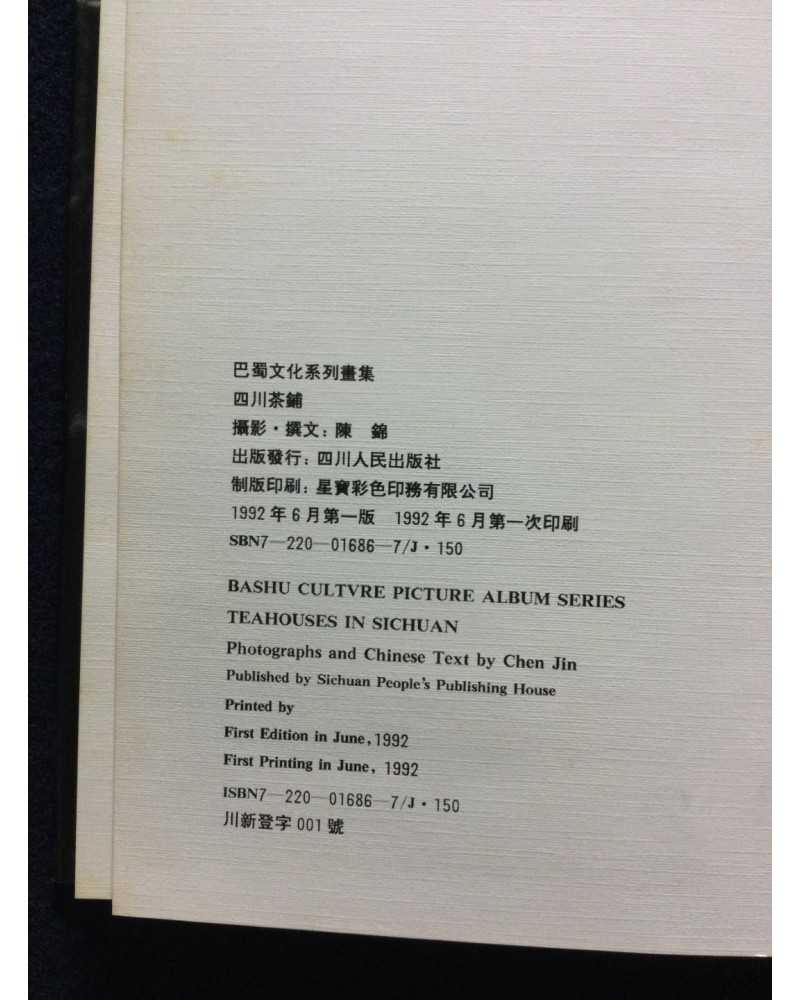 巴蜀文化系列畫集
四川茶鋪
攝影·撰文：陳　錦
出版發行：四川人民出版社
制版印刷：星寶彩色印務有限公司
1992年6月第一版　1992年6月第一次印刷
SBN7—220—01686—7/J·150
BASHU CULTVRE PICTURE ALBUM SERIES
TEAHOUSES IN SICHUAN
Photographs and Chinese Text by Chen Jin
Published by Sichuan People's Publishing House
Printed by
First Edition in June,1992
First Printing in June, 1992
ISBN7—220—01686—7/J·150
川新登字001號